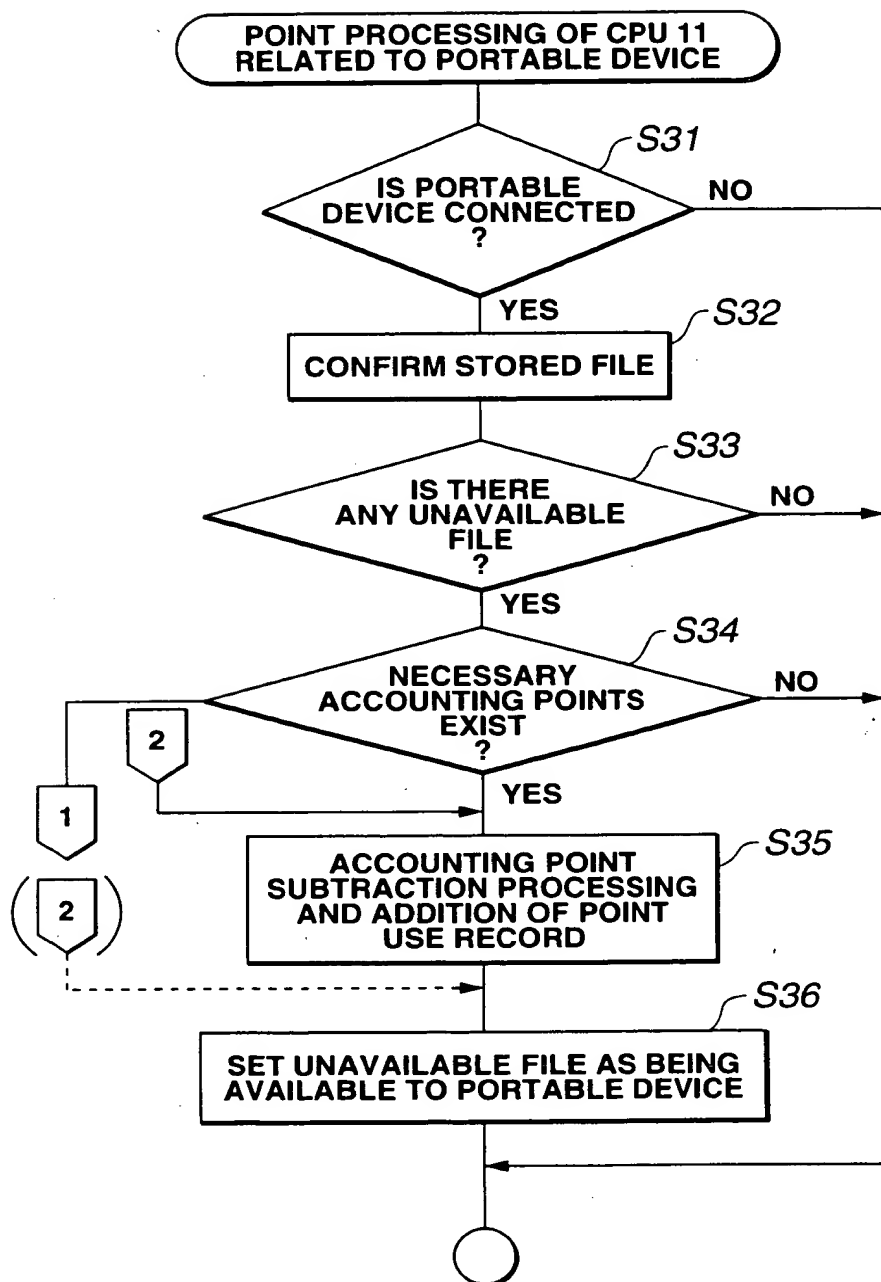 POINT PROCESSING OF CPU 11
RELATED TO PORTABLE DEVICE
S31
IS PORTABLE
DEVICE CONNECTED
?
NO
YES
S32
CONFIRM STORED FILE
S33
IS THERE
ANY UNAVAILABLE
FILE
?
NO
YES
S34
NECESSARY
ACCOUNTING POINTS
EXIST
?
NO
2
YES
1
S35
ACCOUNTING POINT
SUBTRACTION PROCESSING
AND ADDITION OF POINT
USE RECORD
(2)
S36
SET UNAVAILABLE FILE AS BEING
AVAILABLE TO PORTABLE DEVICE